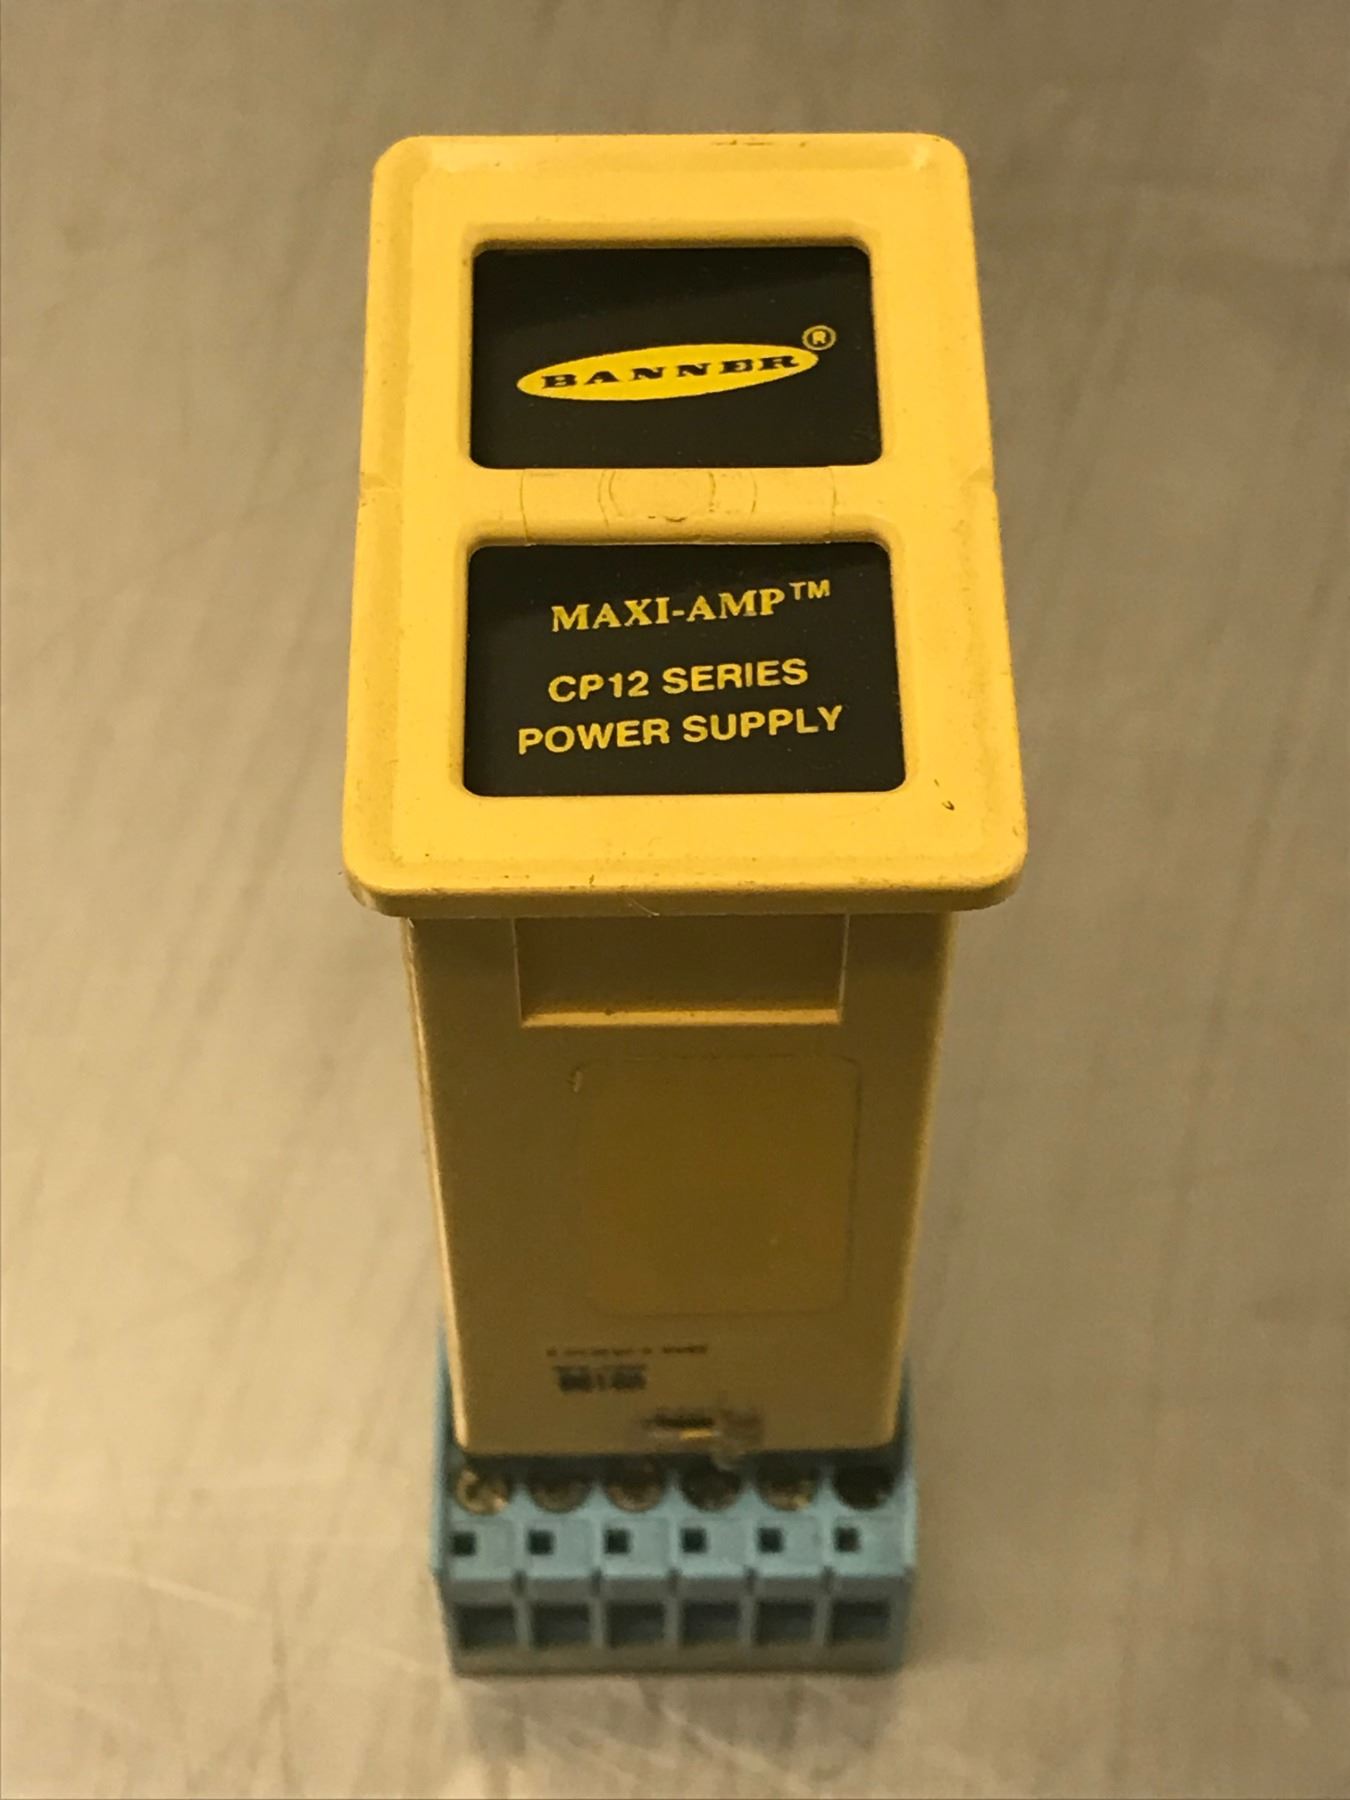 BANNER®
MAXI-AMP™
CP12 SERIES
POWER SUPPLY